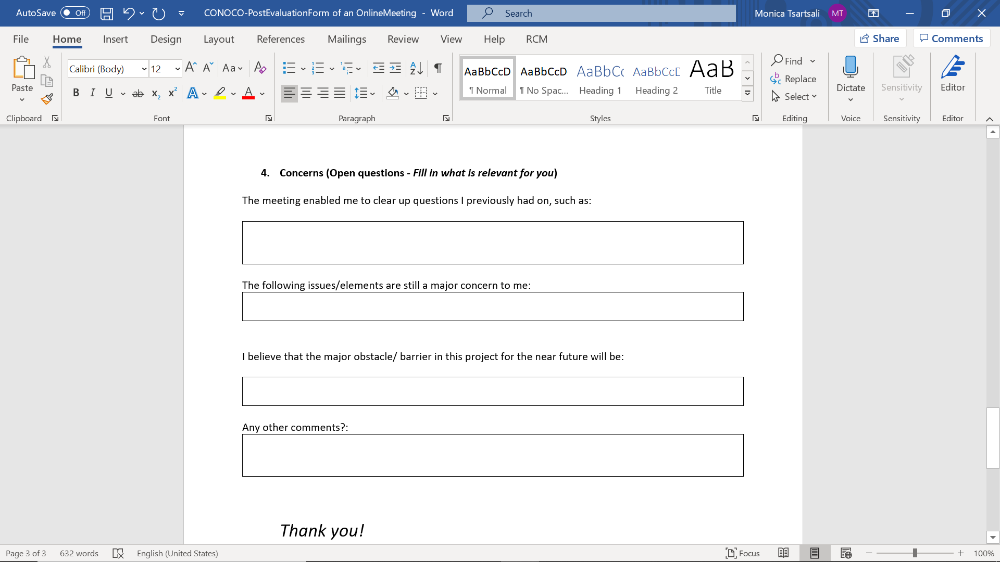 AutoSave Off CONOCO-PostEvaluationForm of an OnlineMeeting - Word Search Monica Tsartsali MT
File Home Insert Design Layout References Mailings Review View Help RCM Share Comments
Paste Calibri (Body) 12 Aa AaBbCcD AaBbCcD AaBbCc AaBbCcD AaB Find Replace Select Dictate Sensitivity Editor
¶ Normal ¶ No Spac... Heading 1 Heading 2 Title
Clipboard Font Paragraph Styles Editing Voice Sensitivity Editor
4. Concerns (Open questions - Fill in what is relevant for you)
The meeting enabled me to clear up questions I previously had on, such as:
The following issues/elements are still a major concern to me:
I believe that the major obstacle/ barrier in this project for the near future will be:
Any other comments?:
Thank you!
Page 3 of 3 632 words English (United States) Focus 100%